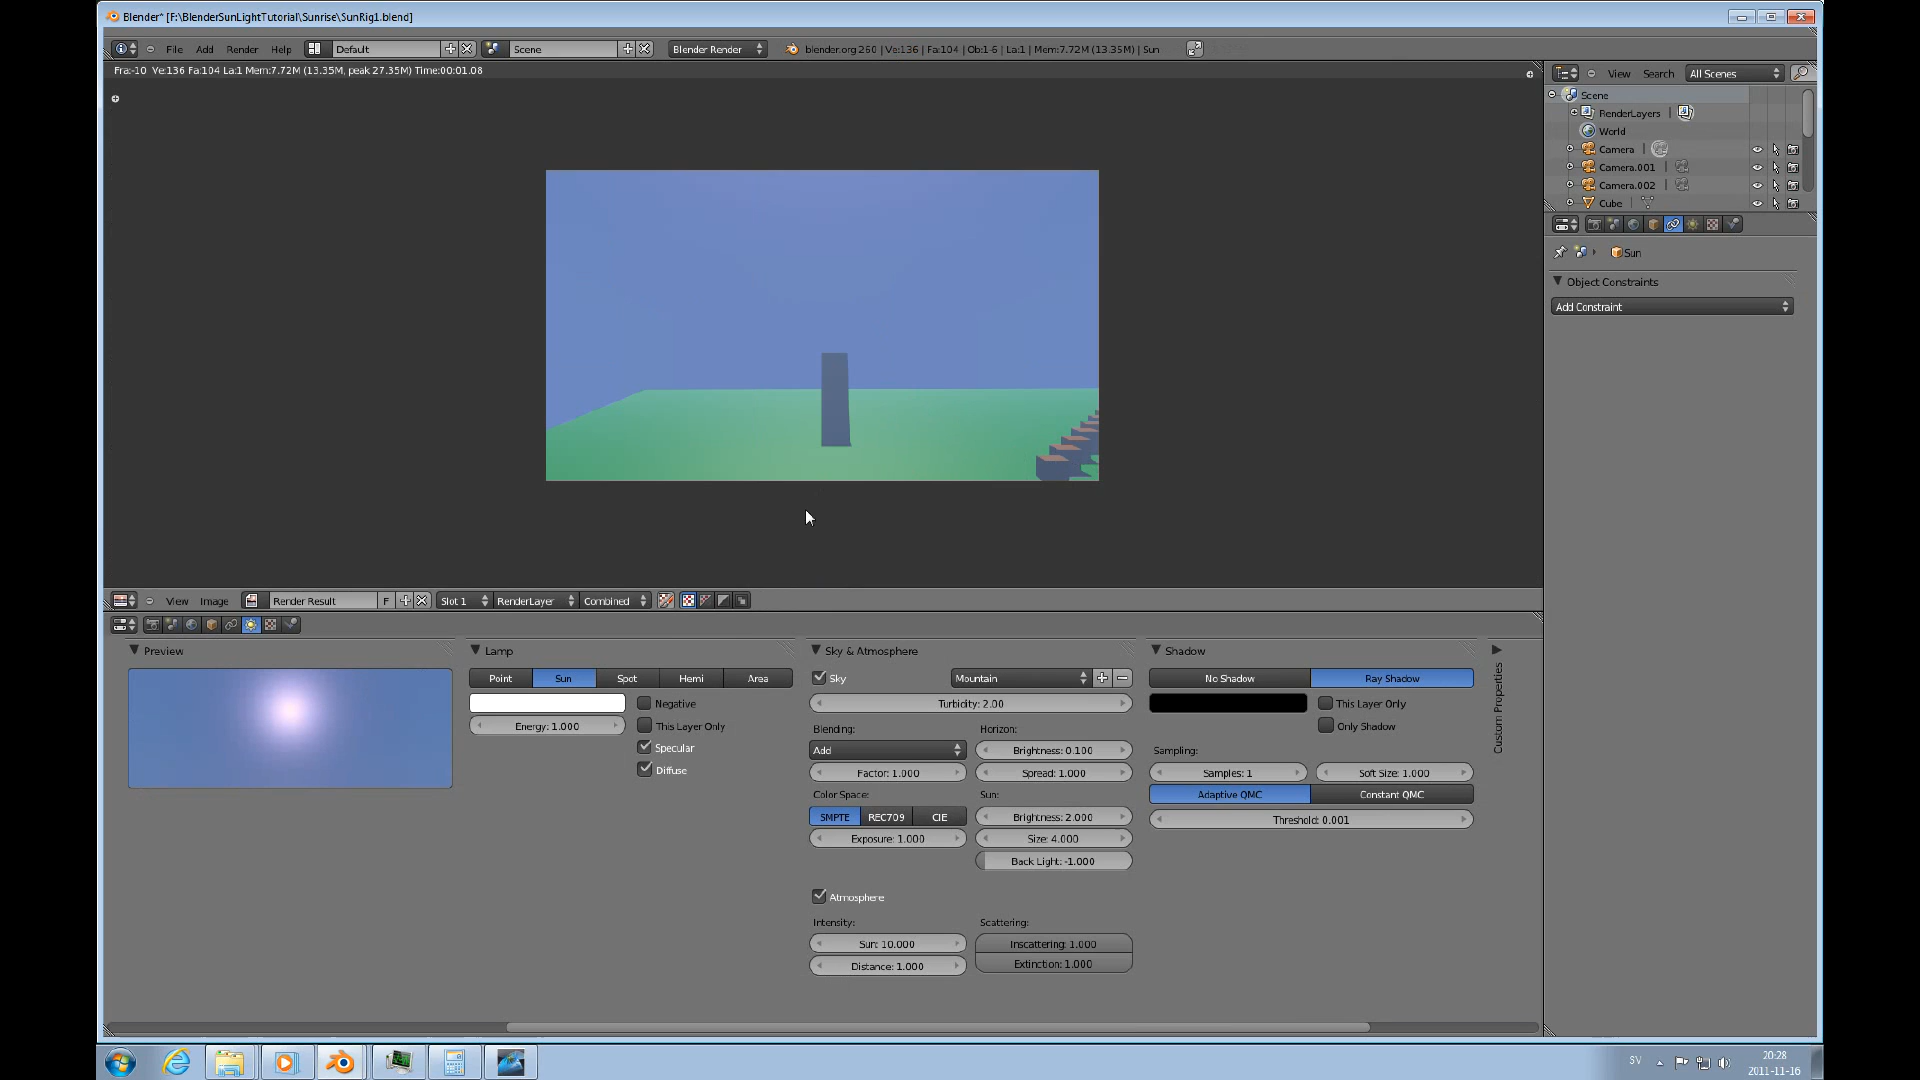 Blender* [F:\BlenderSunLightTutorial\Sunrise\SunRig1.blend]
File Add Render Help Default Scene Blender Render blender.org 260 | Ve:136 | Fa:104 | Ob:1-6 | La:1 | Mem:7.72M (13.35M) | Sun
Fra:-10 Ve:136 Fa:104 La:1 Mem:7.72M (13.35M, peak 27.35M) Time:00:01.08
View Search All Scenes
Scene
RenderLayers
World
Camera
Camera.001
Camera.002
Cube
Sun
Object Constraints
Add Constraint
View Image Render Result F Slot 1 RenderLayer Combined
Preview
Lamp
Point Sun Spot Hemi Area
Negative
Energy: 1.000
This Layer Only
Specular
Diffuse
Sky & Atmosphere
Sky Mountain
Turbidity: 2.00
Blending: Horizon:
Add Brightness: 0.100
Factor: 1.000 Spread: 1.000
Color Space: Sun:
SMPTE REC709 CIE Brightness: 2.000
Exposure: 1.000 Size: 4.000
Back Light: -1.000
Atmosphere
Intensity: Scattering:
Sun: 10.000 Inscattering: 1.000
Distance: 1.000 Extinction: 1.000
Shadow
No Shadow Ray Shadow
This Layer Only
Only Shadow
Sampling:
Samples: 1 Soft Size: 1.000
Adaptive QMC Constant QMC
Threshold: 0.001
Custom Properties
SV
20:28
2011-11-16